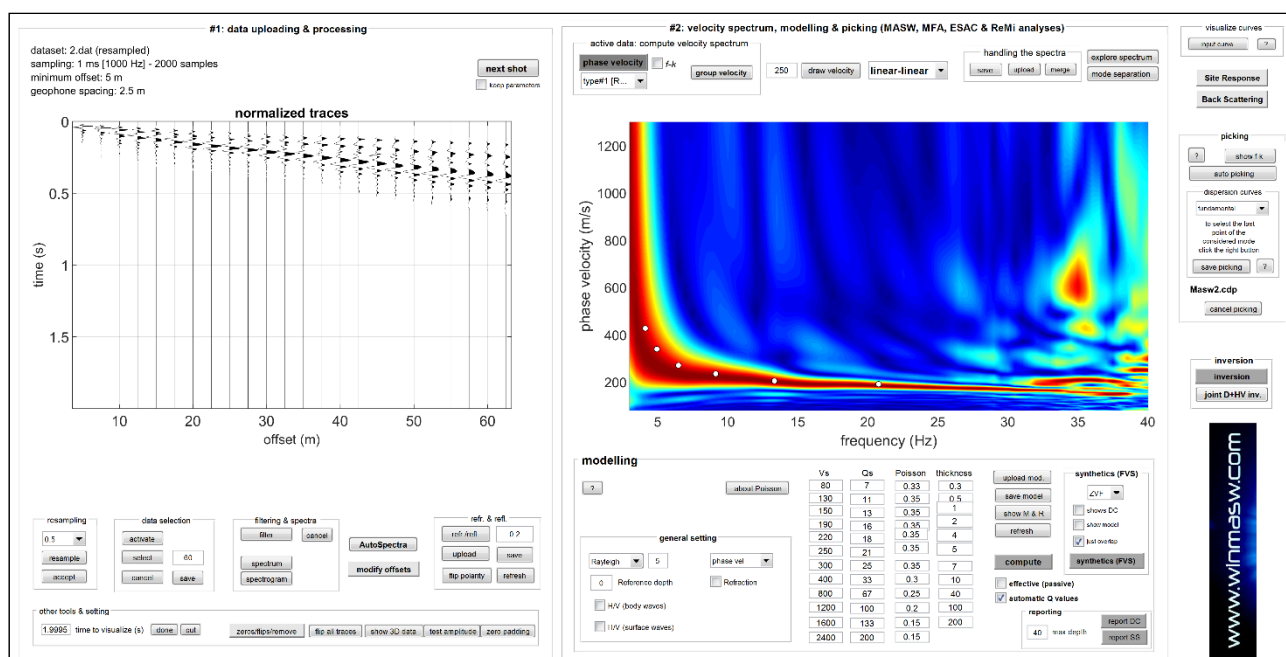 #1: data uploading & processing
dataset: 2.dat (resampled)
sampling: 1 ms [1000 Hz] - 2000 samples
minimum offset: 5 m
geophone spacing: 2.5 m
next shot
keep parameters
normalized traces
0
0.5
1
1.5
time (s)
10 20 30 40 50 60
offset (m)
resampling
0.5
resample
accept
data selection
activate
select 60
cancel save
filtering & spectra
filter cancel
spectrum
spectrogram
AutoSpectra
modify offsets
refr. & refl.
refr./refl 0.2
upload save
flip polarity refresh
other tools & setting
1.9995 time to visualize (s) done cut zeros/flips/remove flip all traces show 3D data test amplitude zero padding
#2: velocity spectrum, modelling & picking (MASW, MFA, ESAC & ReMi analyses)
active data: compute velocity spectrum
phase velocity f-k group velocity
type#1 [R...
250 draw velocity linear-linear
handling the spectra
save upload merge
explore spectrum
mode separation
1300
1200
1000
800
600
400
200
phase velocity (m/s)
5 10 15 20 25 30 35 40
frequency (Hz)
modelling
? about Poisson
general setting
Rayleigh 5 phase vel
0 Reference depth Refraction
H/V (body waves)
H/V (surface waves)
Vs Qs Poisson thickness
80 7 0.33 0.3
130 11 0.35 0.5
150 13 0.35 1
190 16 0.35 2
220 18 0.35 4
250 21 0.35 5
300 25 0.35 7
400 33 0.3 10
800 67 0.25 40
1200 100 0.2 100
1600 133 0.15 200
2400 200 0.15
upload mod.
save model
show M & R
refresh
compute
synthetics (FVS)
ZVF
shows DC
show model
just overlap
synthetics (FVS)
effective (passive)
automatic Q values
reporting
40 max depth
report DC
report SS
visualize curves
input curve ?
Site Response
Back Scattering
picking
? show f k
auto picking
dispersion curves
fundamental
to select the last
point of the
considered mode
click the right button
save picking ?
Masw2.cdp
cancel picking
inversion
inversion
joint D+HV inv.
www.winmasw.com